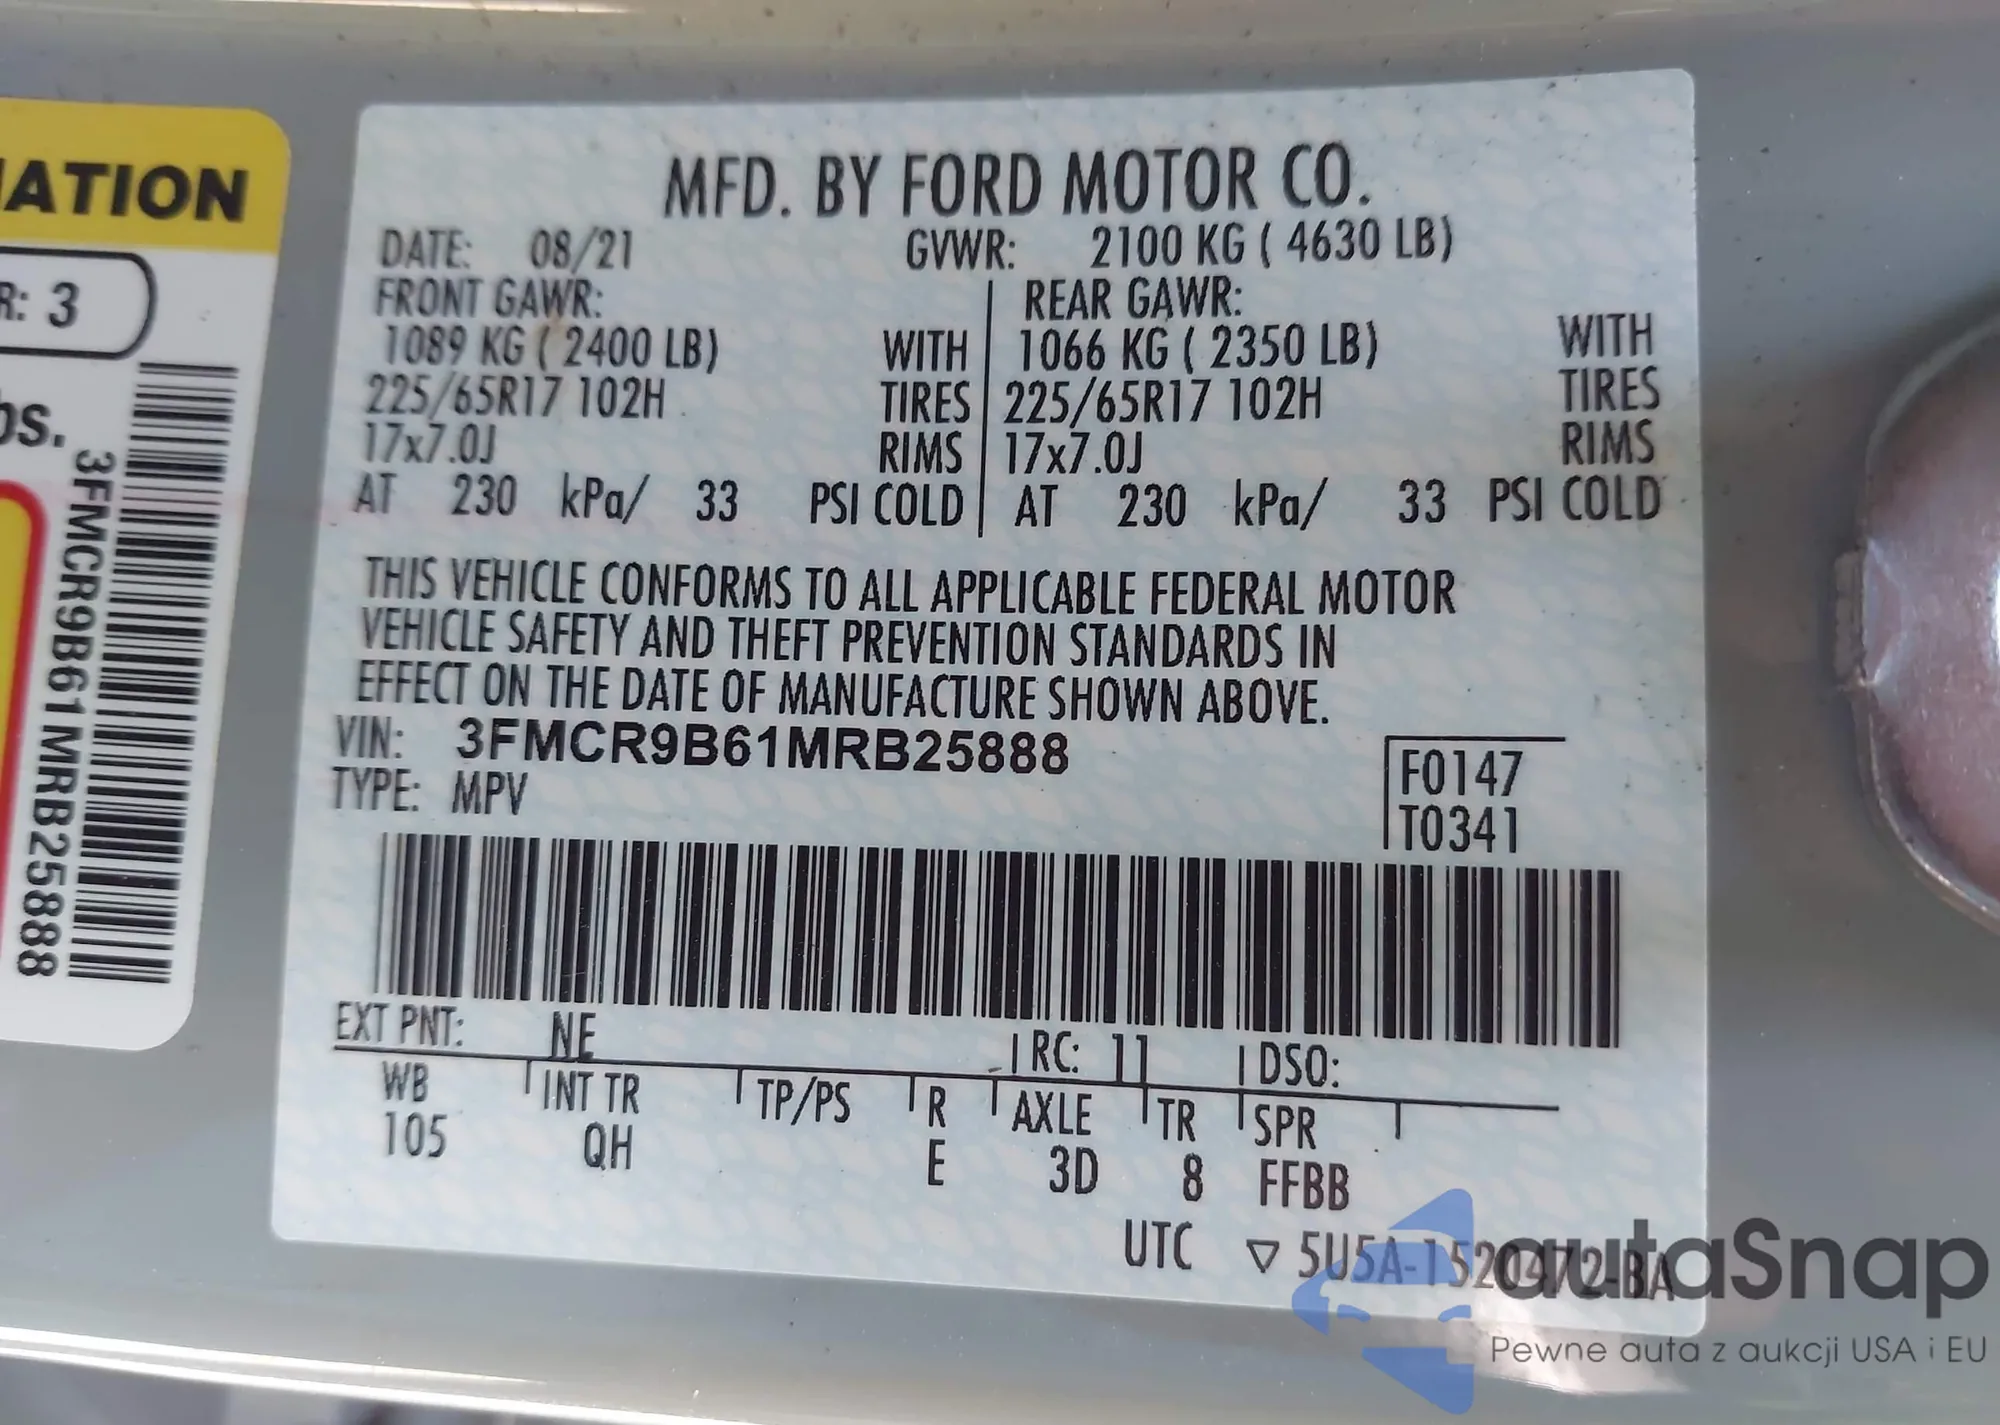 MATION
R: 3
bs.
3FMCR9B61MRB25888
MFD. BY FORD MOTOR CO.
DATE: 08/21 GVWR: 2100 KG ( 4630 LB)
FRONT GAWR: REAR GAWR:
1089 KG ( 2400 LB) WITH 1066 KG ( 2350 LB) WITH
225/65R17 102H TIRES 225/65R17 102H TIRES
17x7.0J RIMS 17x7.0J RIMS
AT 230 kPa/ 33 PSI COLD AT 230 kPa/ 33 PSI COLD
THIS VEHICLE CONFORMS TO ALL APPLICABLE FEDERAL MOTOR
VEHICLE SAFETY AND THEFT PREVENTION STANDARDS IN
EFFECT ON THE DATE OF MANUFACTURE SHOWN ABOVE.
VIN: 3FMCR9B61MRB25888
TYPE: MPV
F0147
T0341
EXT PNT: NE RC: 11 DSO:
WB INT TR TP/PS R AXLE TR SPR
105 QH E 3D 8 FFBB
UTC ▽ 5U5A-1520472-BA
autaSnap
Pewne auta z aukcji USA i EU